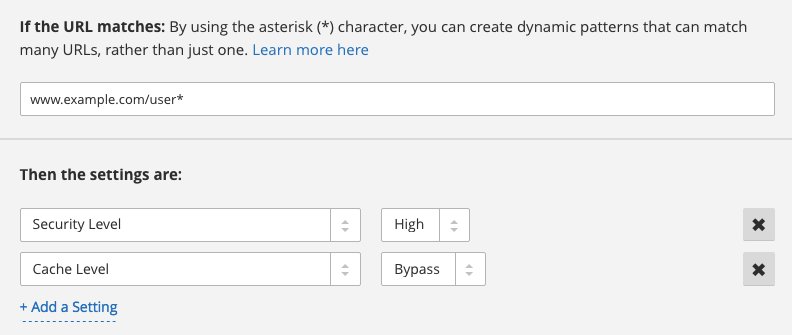 If the URL matches: By using the asterisk (*) character, you can create dynamic patterns that can match
many URLs, rather than just one. Learn more here
www.example.com/user*
Then the settings are:
Security Level High
Cache Level Bypass
+ Add a Setting